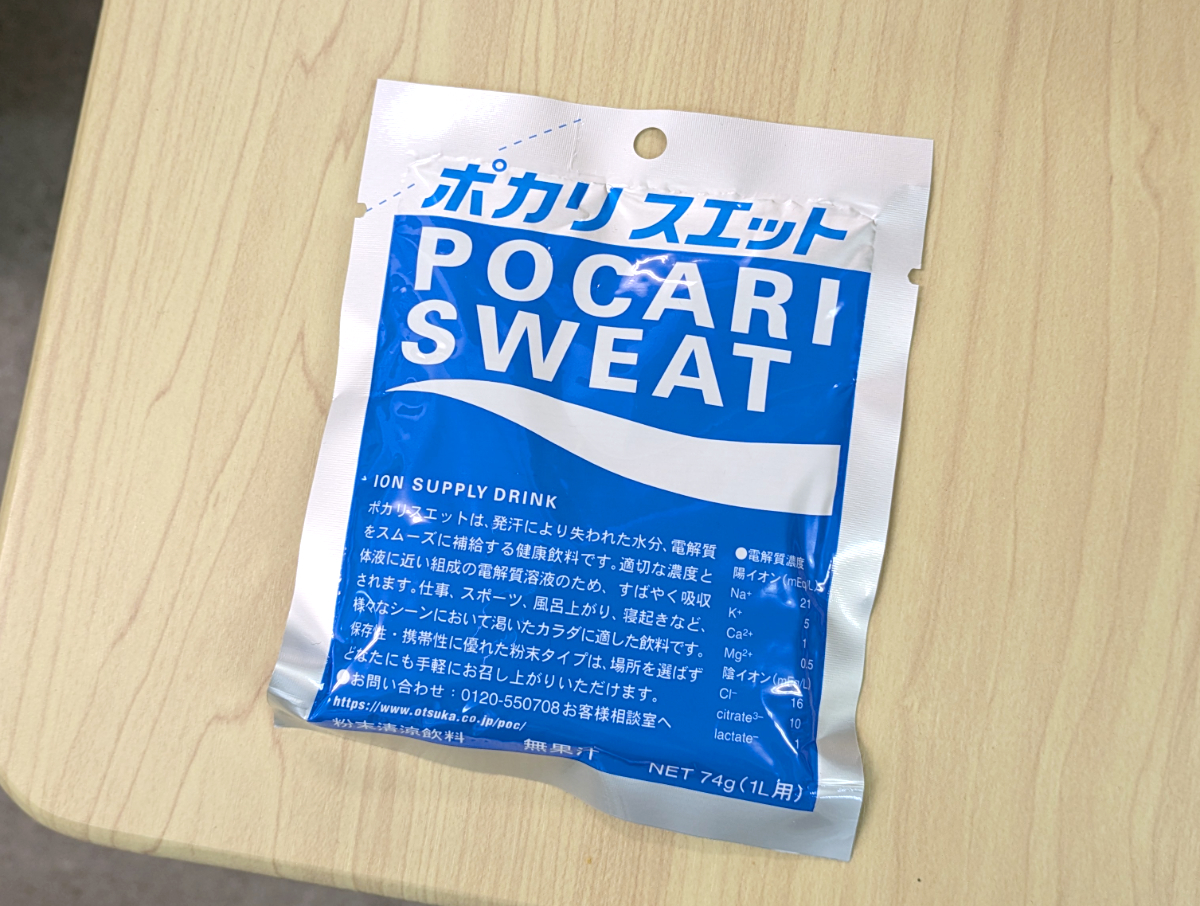 ポカリスエット
POCARI
SWEAT
ION SUPPLY DRINK
ポカリスエットは、発汗により失われた水分、電解質
をスムーズに補給する健康飲料です。適切な濃度と
体液に近い組成の電解質溶液のため、すばやく吸収
されます。仕事、スポーツ、風呂上がり、寝起きなど、
様々なシーンにおいて渇いたカラダに適した飲料です。
保存性・携帯性に優れた粉末タイプは、場所を選ばず
どなたにも手軽にお召し上がりいただけます。
●お問い合わせ:0120-550708お客様相談室へ
https://www.otsuka.co.jp/poc/
●電解質濃度
陽イオン(mEq/L)
Na⁺ 21
K⁺ 5
Ca²⁺ 1
Mg²⁺ 0.5
陰イオン(mEq/L)
Cl⁻ 16
citrate³⁻ 10
lactate⁻
粉末清涼飲料 無果汁
NET 74g(1L用)